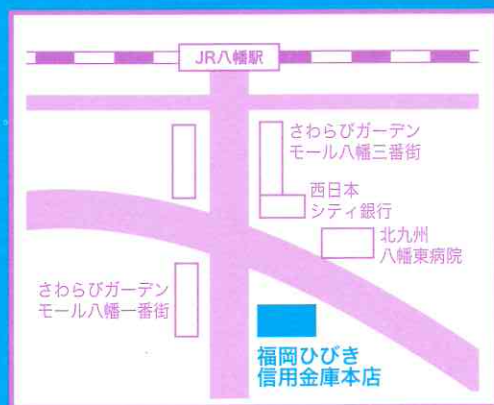 JR八幡駅
さわらびガーデン
モール八幡三番街
西日本
シティ銀行
北九州
八幡東病院
さわらびガーデン
モール八幡一番街
福岡ひびき
信用金庫本店